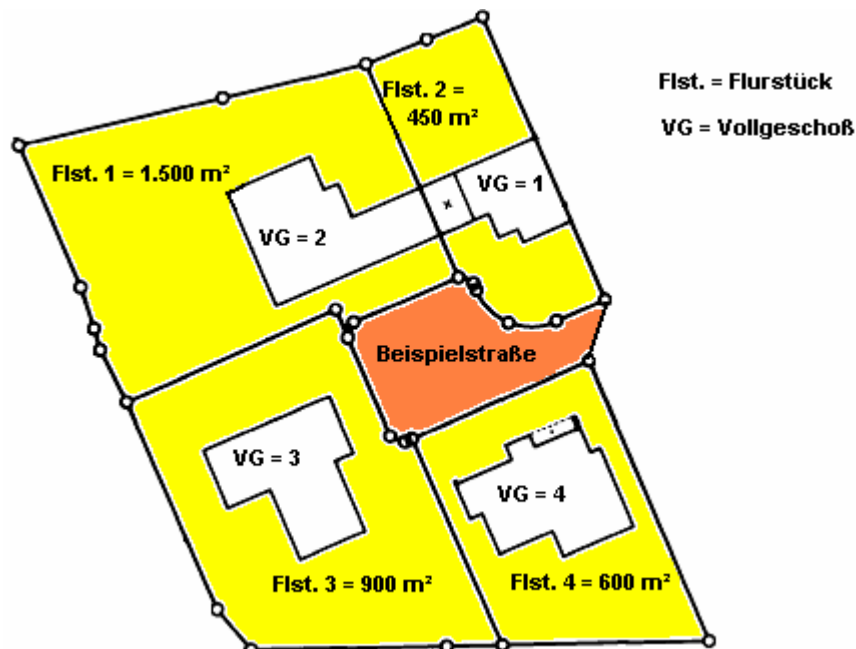 Flst. = Flurstück
VG = Vollgeschoß
Flst. 2 =
450 m²
Flst. 1 = 1.500 m²
VG = 1
VG = 2
Beispielstraße
VG = 3
VG = 4
Flst. 3 = 900 m²
Flst. 4 = 600 m²